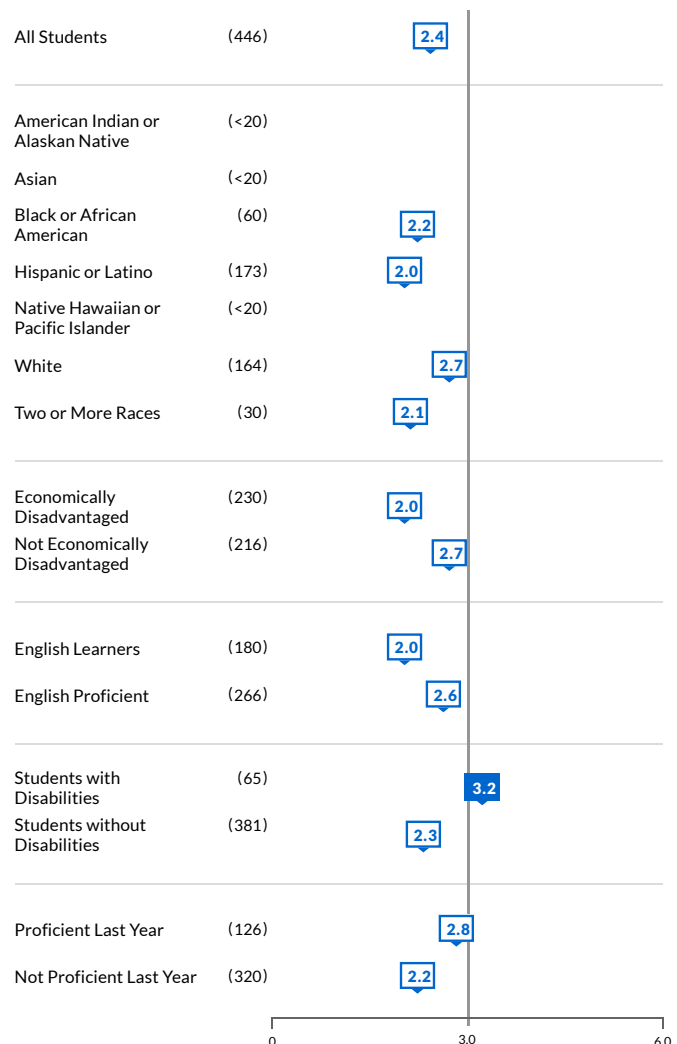 All Students (446) 2.4
American Indian or (<20)
Alaskan Native
Asian (<20)
Black or African (60) 2.2
American
Hispanic or Latino (173) 2.0
Native Hawaiian or (<20)
Pacific Islander
White (164) 2.7
Two or More Races (30) 2.1
Economically (230) 2.0
Disadvantaged
Not Economically (216) 2.7
Disadvantaged
English Learners (180) 2.0
English Proficient (266) 2.6
Students with (65) 3.2
Disabilities
Students without (381) 2.3
Disabilities
Proficient Last Year (126) 2.8
Not Proficient Last Year (320) 2.2
0 3.0 6.0